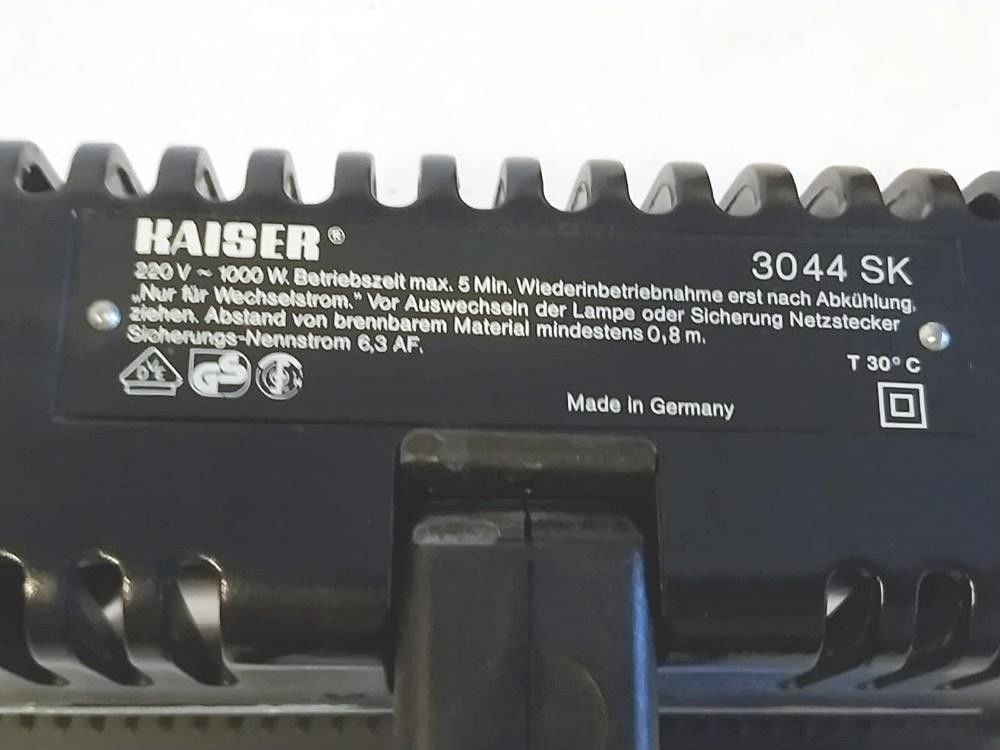 KAISER®
3044 SK
220 V ~ 1000 W. Betriebszeit max. 5 Min. Wiederinbetriebnahme erst nach Abkühlung.
„Nur für Wechselstrom.” Vor Auswechseln der Lampe oder Sicherung Netzstecker
ziehen. Abstand von brennbarem Material mindestens 0,8 m.
Sicherungs-Nennstrom 6,3 AF.
T 30° C
VDE GS
Made in Germany